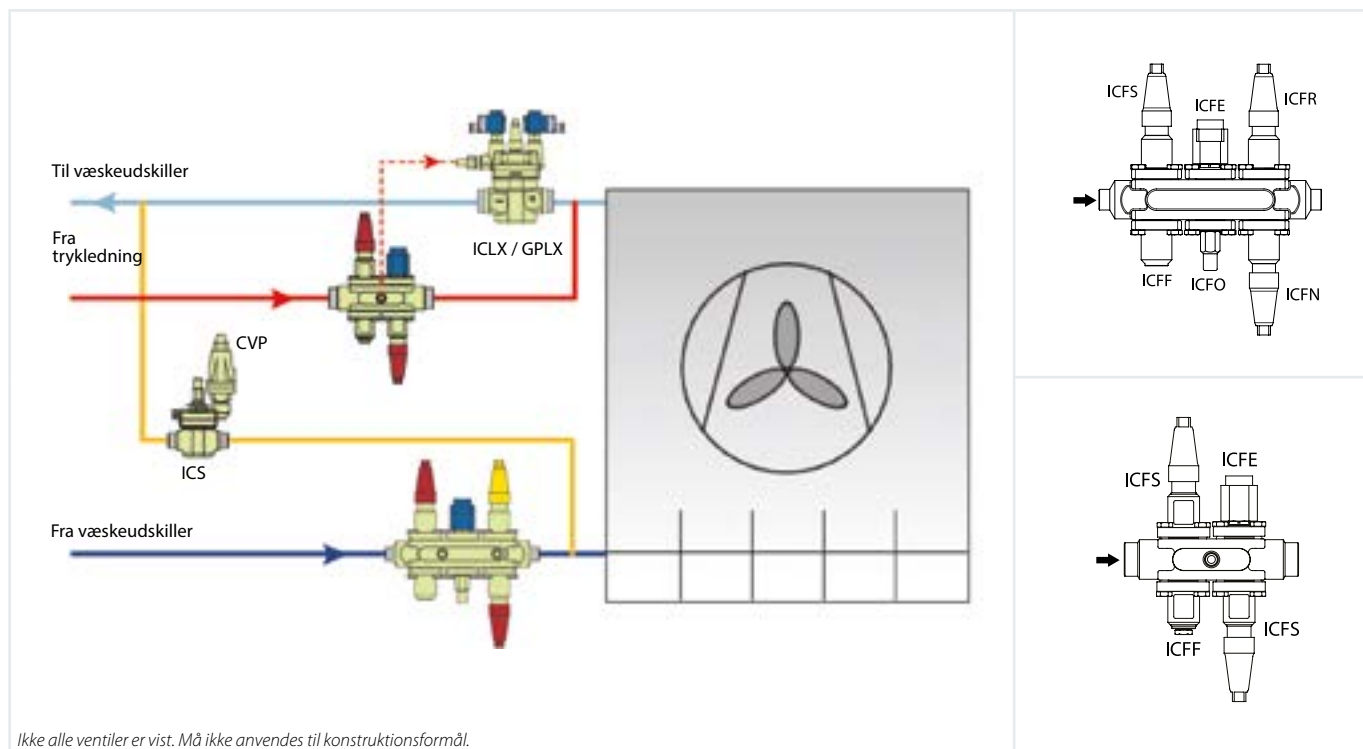 Til væskeudskiller
Fra
trykledning
ICLX / GPLX
CVP
ICS
Fra væskeudskiller
Ikke alle ventiler er vist. Må ikke anvendes til konstruktionsformål.
ICFS
ICFE
ICFR
ICFF
ICFO
ICFN
ICFS
ICFE
ICFF
ICFS